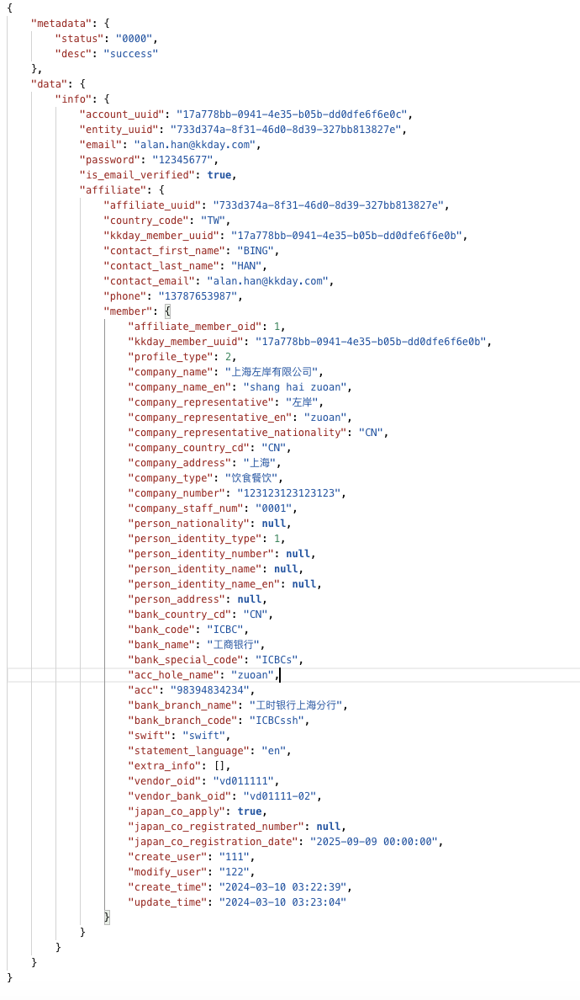 {
"metadata": {
"status": "0000",
"desc": "success"
},
"data": {
"info": {
"account_uuid": "17a778bb-0941-4e35-b05b-dd0dfe6f6e0c",
"entity_uuid": "733d374a-8f31-46d0-8d39-327bb813827e",
"email": "alan.han@kkday.com",
"password": "12345677",
"is_email_verified": true,
"affiliate": {
"affiliate_uuid": "733d374a-8f31-46d0-8d39-327bb813827e",
"country_code": "TW",
"kkday_member_uuid": "17a778bb-0941-4e35-b05b-dd0dfe6f6e0b",
"contact_first_name": "BING",
"contact_last_name": "HAN",
"contact_email": "alan.han@kkday.com",
"phone": "13787653987",
"member": {
"affiliate_member_oid": 1,
"kkday_member_uuid": "17a778bb-0941-4e35-b05b-dd0dfe6f6e0b",
"profile_type": 2,
"company_name": "上海左岸有限公司",
"company_name_en": "shang hai zuoan",
"company_representative": "左岸",
"company_representative_en": "zuoan",
"company_representative_nationality": "CN",
"company_country_cd": "CN",
"company_address": "上海",
"company_type": "饮食餐饮",
"company_number": "123123123123123",
"company_staff_num": "0001",
"person_nationality": null,
"person_identity_type": 1,
"person_identity_number": null,
"person_identity_name": null,
"person_identity_name_en": null,
"person_address": null,
"bank_country_cd": "CN",
"bank_code": "ICBC",
"bank_name": "工商银行",
"bank_special_code": "ICBCs",
"acc_hole_name": "zuoan",
"acc": "98394834234",
"bank_branch_name": "工时银行上海分行",
"bank_branch_code": "ICBCssh",
"swift": "swift",
"statement_language": "en",
"extra_info": [],
"vendor_oid": "vd011111",
"vendor_bank_oid": "vd01111-02",
"japan_co_apply": true,
"japan_co_registrated_number": null,
"japan_co_registration_date": "2025-09-09 00:00:00",
"create_user": "111",
"modify_user": "122",
"create_time": "2024-03-10 03:22:39",
"update_time": "2024-03-10 03:23:04"
}
}
}
}
}